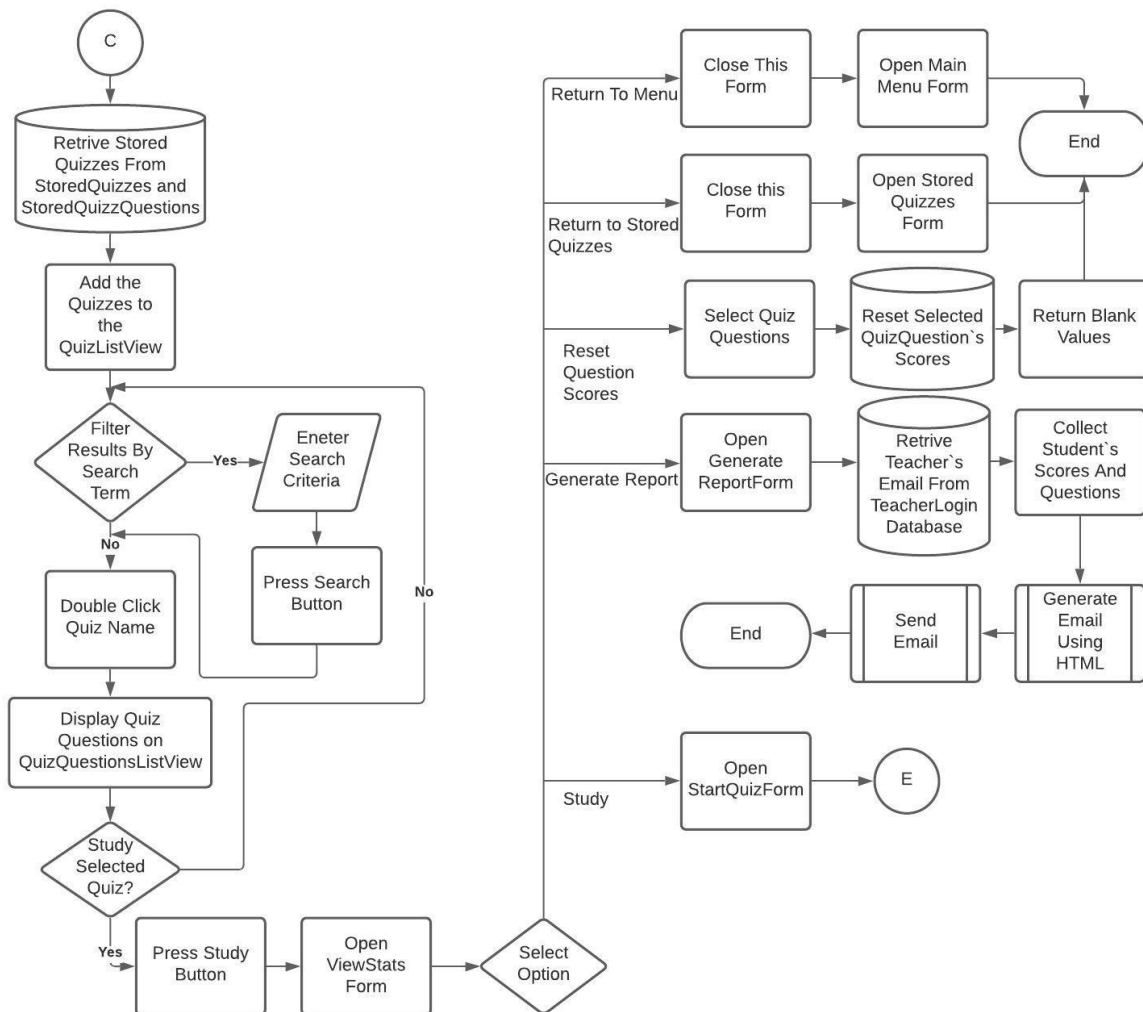 C
Retrive Stored
Quizzes From
StoredQuizzes and
StoredQuizzQuestions
Add the
Quizzes to
the
QuizListView
Filter
Results By
Search
Term
Yes
Eneter
Search
Criteria
Press Search
Button
No
Double Click
Quiz Name
Display Quiz
Questions on
QuizQuestionsListView
No
Study
Selected
Quiz?
Yes
Press Study
Button
Open
ViewStats
Form
Select
Option
Return To Menu
Close This
Form
Open Main
Menu Form
End
Return to Stored
Quizzes
Close this
Form
Open Stored
Quizzes
Form
Reset
Question
Scores
Select Quiz
Questions
Reset Selected
QuizQuestion`s
Scores
Return Blank
Values
Generate Report
Open
Generate
ReportForm
Retrive
Teacher`s
Email From
TeacherLogin
Database
Collect
Student`s
Scores And
Questions
Generate
Email
Using
HTML
Send
Email
End
Study
Open
StartQuizForm
E